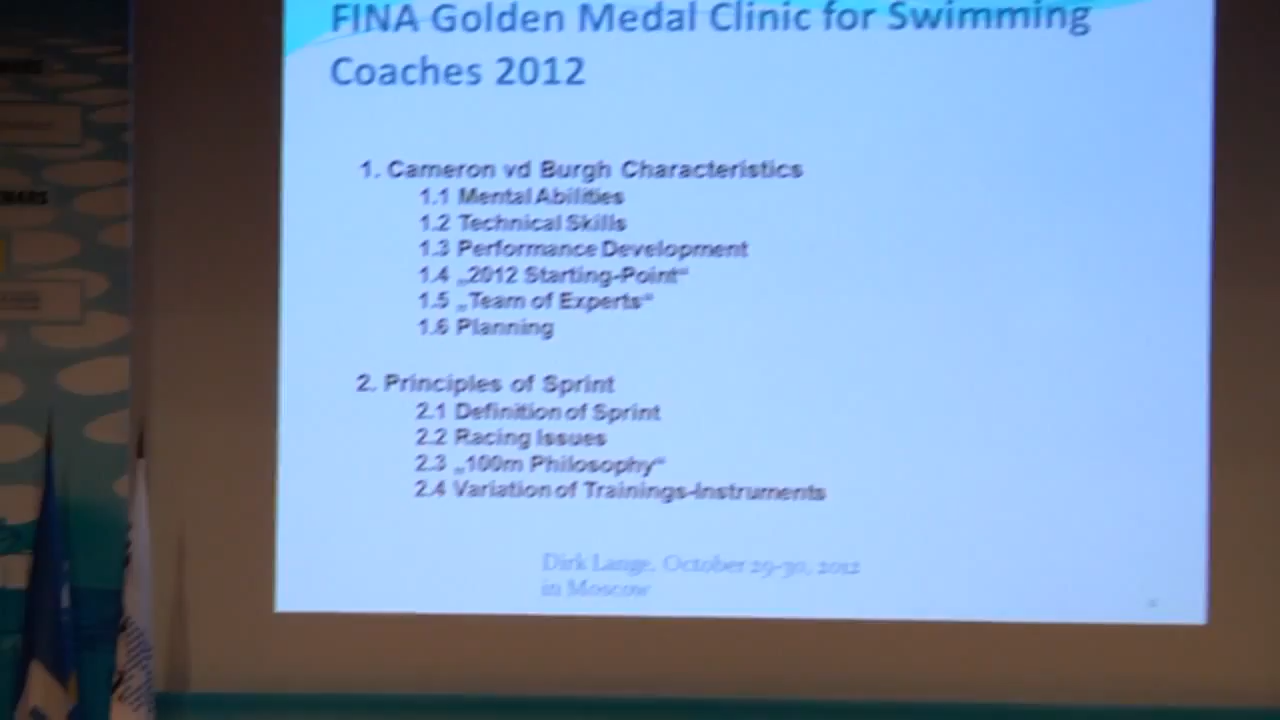 FINA Golden Medal Clinic for Swimming
Coaches 2012
1. Cameron vd Burgh Characteristics
1.1 Mental Abilities
1.2 Technical Skills
1.3 Performance Development
1.4 „2012 Starting-Point“
1.5 „Team of Experts“
1.6 Planning
2. Principles of Sprint
2.1 Definition of Sprint
2.2 Racing Issues
2.3 „100m Philosophy“
2.4 Variation of Trainings-Instruments
Dirk Lange, October 29-30, 2012
in Moscow